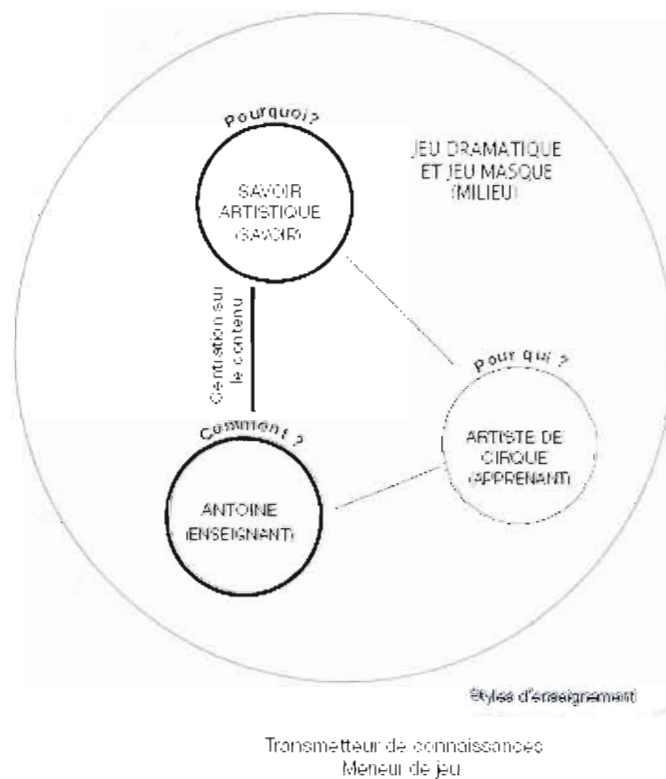 Pourquoi?
SAVOIR
ARTISTIQUE
(SAVOIR)
JEU DRAMATIQUE
ET JEU MASQUE
(MILIEU)
Centration sur
le contenu
Pour qui ?
ARTISTE DE
CIRQUE
(APPRENANT)
Comment ?
ANTOINE
(ENSEIGNANT)
Styles d'enseignement
Transmetteur de connaissances
Meneur de jeu